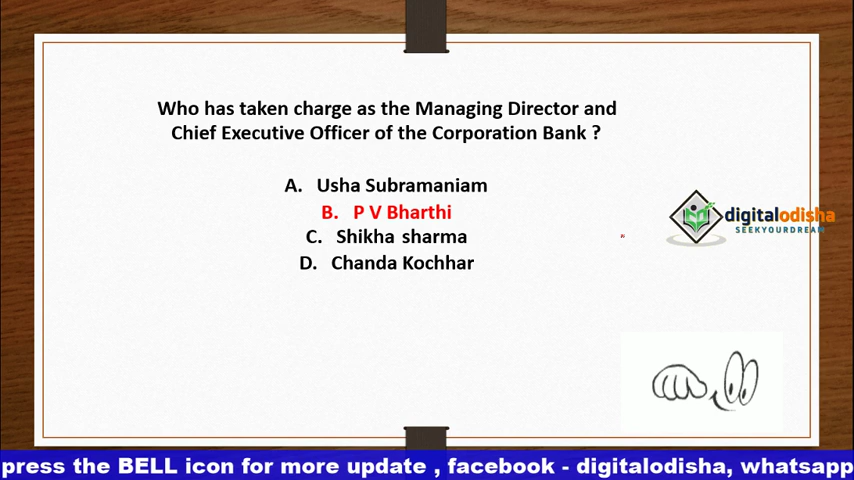 Who has taken charge as the Managing Director and
Chief Executive Officer of the Corporation Bank ?
A. Usha Subramaniam
B. P V Bharthi
C. Shikha sharma
D. Chanda Kochhar
digitalodisha
SEEKYOURDREAM
press the BELL icon for more update , facebook - digitalodisha, whatsapp